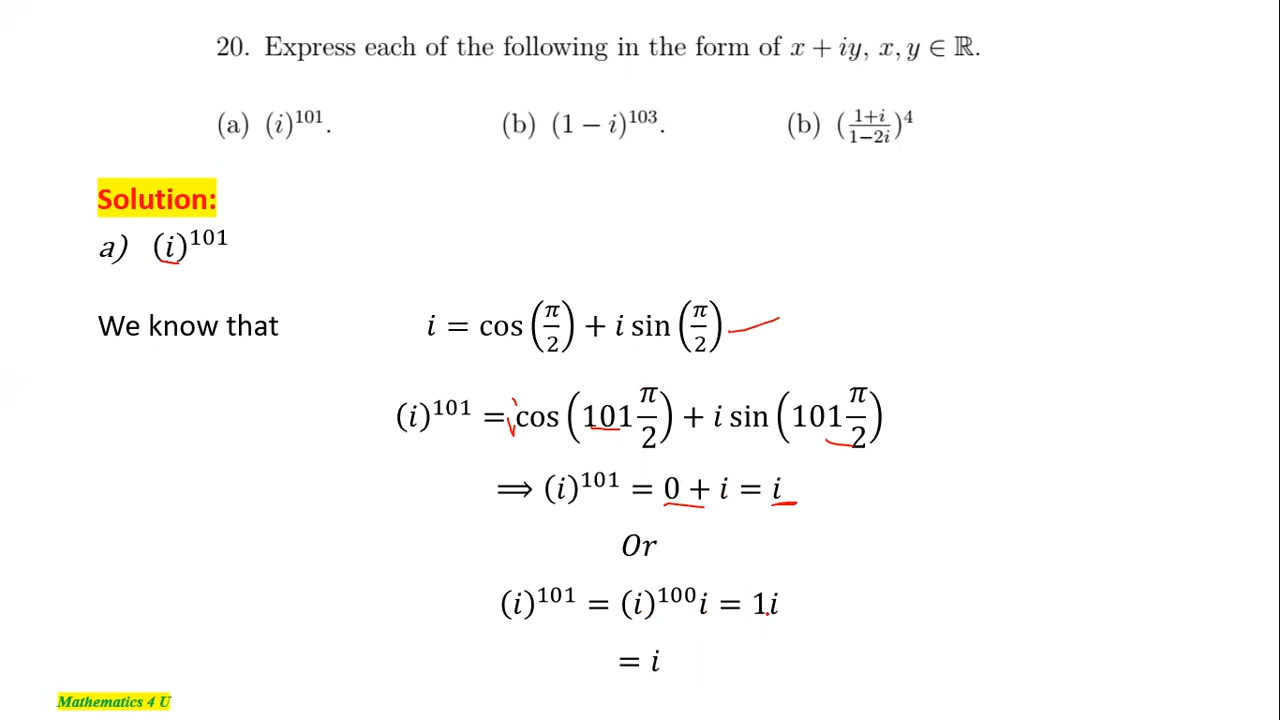 20. Express each of the following in the form of x + iy, x, y ∈ ℝ.
(a) (i)¹⁰¹. (b) (1 − i)¹⁰³. (b) ((1+i)/(1−2i))⁴
Solution:
a) (i)¹⁰¹
We know that i = cos(π/2) + i sin(π/2)
(i)¹⁰¹ = cos(101 π/2) + i sin(101 π/2)
⟹ (i)¹⁰¹ = 0 + i = i
Or
(i)¹⁰¹ = (i)¹⁰⁰i = 1.i
= i
Mathematics 4 U